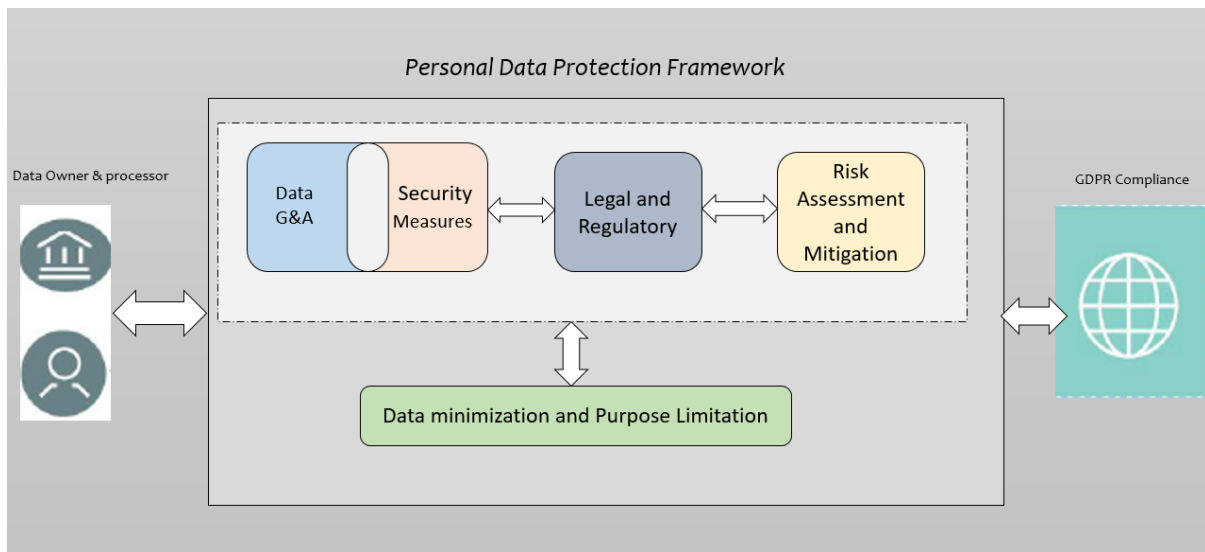 Personal Data Protection Framework
Data Owner & processor
GDPR Compliance
Data
G&A
Security
Measures
Legal and
Regulatory
Risk
Assessment
and
Mitigation
Data minimization and Purpose Limitation